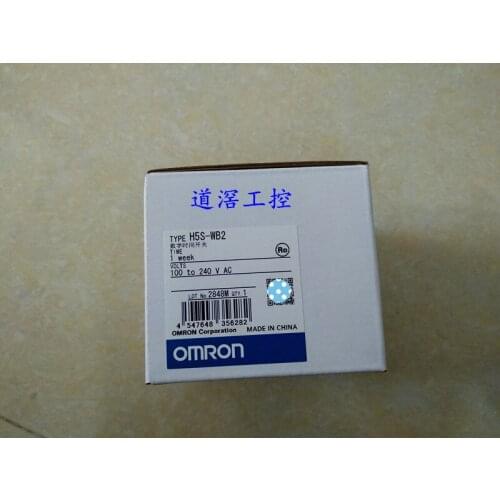 道滘工控
TYPE H5S-WB2
数字时间开关
TIME
1 week
VOLTS
100 to 240 V AC
Ro
LOT No. 2848M QTY. 1
4 547648 356282
OMRON Corporation
MADE IN CHINA
OMRON